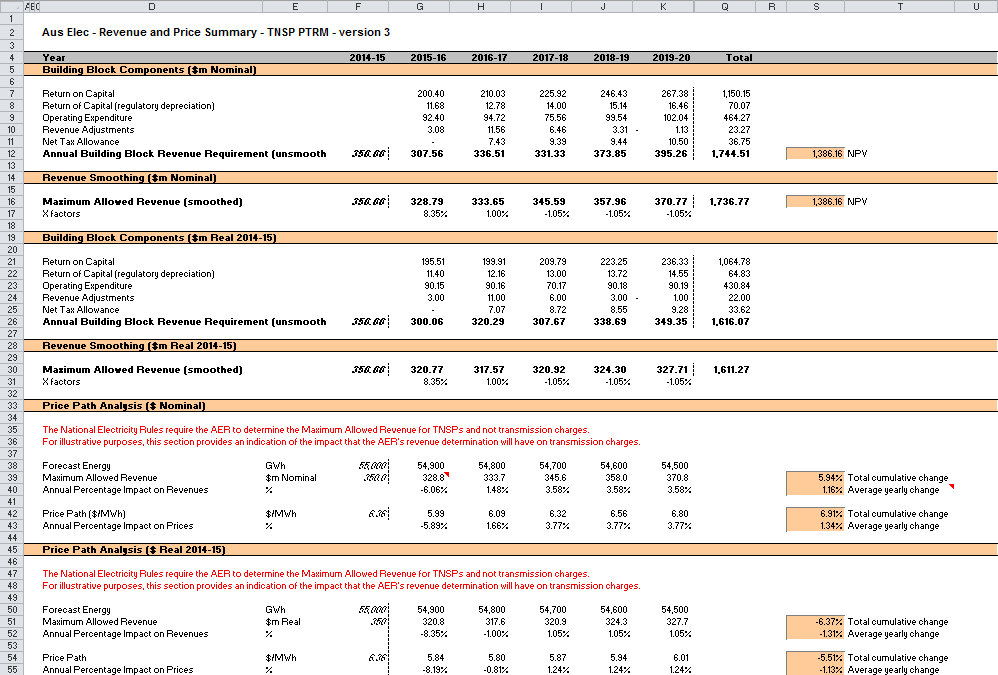 A B C D E F G H I J K Q R S T U
1
2 Aus Elec - Revenue and Price Summary - TNSP PTRM - version 3
3
4 Year 2014-15 2015-16 2016-17 2017-18 2018-19 2019-20 Total
5 Building Block Components ($m Nominal)
6
7 Return on Capital 200.40 210.03 225.92 246.43 267.38 1,150.15
8 Return of Capital (regulatory depreciation) 11.68 12.78 14.00 15.14 16.46 70.07
9 Operating Expenditure 92.40 94.72 75.56 99.54 102.04 464.27
10 Revenue Adjustments 3.08 11.56 6.46 3.31 - 1.13 23.27
11 Net Tax Allowance - 7.43 9.39 9.44 10.50 36.75
12 Annual Building Block Revenue Requirement (unsmooth 307.56 336.51 331.33 373.85 395.26 1,744.51 1,386.16 NPV
13
14 Revenue Smoothing ($m Nominal)
15
16 Maximum Allowed Revenue (smoothed) 328.79 333.65 345.59 357.96 370.77 1,736.77 1,386.16 NPV
17 X factors 8.35% 1.00% -1.05% -1.05% -1.05%
18
19 Building Block Components ($m Real 2014-15)
20
21 Return on Capital 195.51 199.91 209.79 223.25 236.33 1,064.78
22 Return of Capital (regulatory depreciation) 11.40 12.16 13.00 13.72 14.55 64.83
23 Operating Expenditure 90.15 90.16 70.17 90.18 90.19 430.84
24 Revenue Adjustments 3.00 11.00 6.00 3.00 - 1.00 22.00
25 Net Tax Allowance - 7.07 8.72 8.55 9.28 33.62
26 Annual Building Block Revenue Requirement (unsmooth 300.06 320.29 307.67 338.69 349.35 1,616.07
27
28 Revenue Smoothing ($m Real 2014-15)
29
30 Maximum Allowed Revenue (smoothed) 320.77 317.57 320.92 324.30 327.71 1,611.27
31 X factors 8.35% 1.00% -1.05% -1.05% -1.05%
32
33 Price Path Analysis ($ Nominal)
34
35 The National Electricity Rules require the AER to determine the Maximum Allowed Revenue for TNSPs and not transmission charges.
36 For illustrative purposes, this section provides an indication of the impact that the AER's revenue determination will have on transmission charges.
37
38 Forecast Energy GWh 55,000 54,900 54,800 54,700 54,600 54,500
39 Maximum Allowed Revenue $m Nominal 350.0 328.8 333.7 345.6 358.0 370.8 5.94% Total cumulative change
40 Annual Percentage Impact on Revenues % -6.06% 1.48% 3.58% 3.58% 3.58% 1.16% Average yearly change
41
42 Price Path ($/MWh) $/MWh 6.36 5.99 6.09 6.32 6.56 6.80 6.91% Total cumulative change
43 Annual Percentage Impact on Prices % -5.89% 1.66% 3.77% 3.77% 3.77% 1.34% Average yearly change
44
45 Price Path Analysis ($ Real 2014-15)
46
47 The National Electricity Rules require the AER to determine the Maximum Allowed Revenue for TNSPs and not transmission charges.
48 For illustrative purposes, this section provides an indication of the impact that the AER's revenue determination will have on transmission charges.
49
50 Forecast Energy GWh 55,000 54,900 54,800 54,700 54,600 54,500
51 Maximum Allowed Revenue $m Real 350 320.8 317.6 320.9 324.3 327.7 -6.37% Total cumulative change
52 Annual Percentage Impact on Revenues % -8.35% -1.00% 1.05% 1.05% 1.05% -1.31% Average yearly change
53
54 Price Path $/MWh 6.36 5.84 5.80 5.87 5.94 6.01 -5.51% Total cumulative change
55 Annual Percentage Impact on Prices % -8.19% -0.81% 1.24% 1.24% 1.24% -1.13% Average yearly change